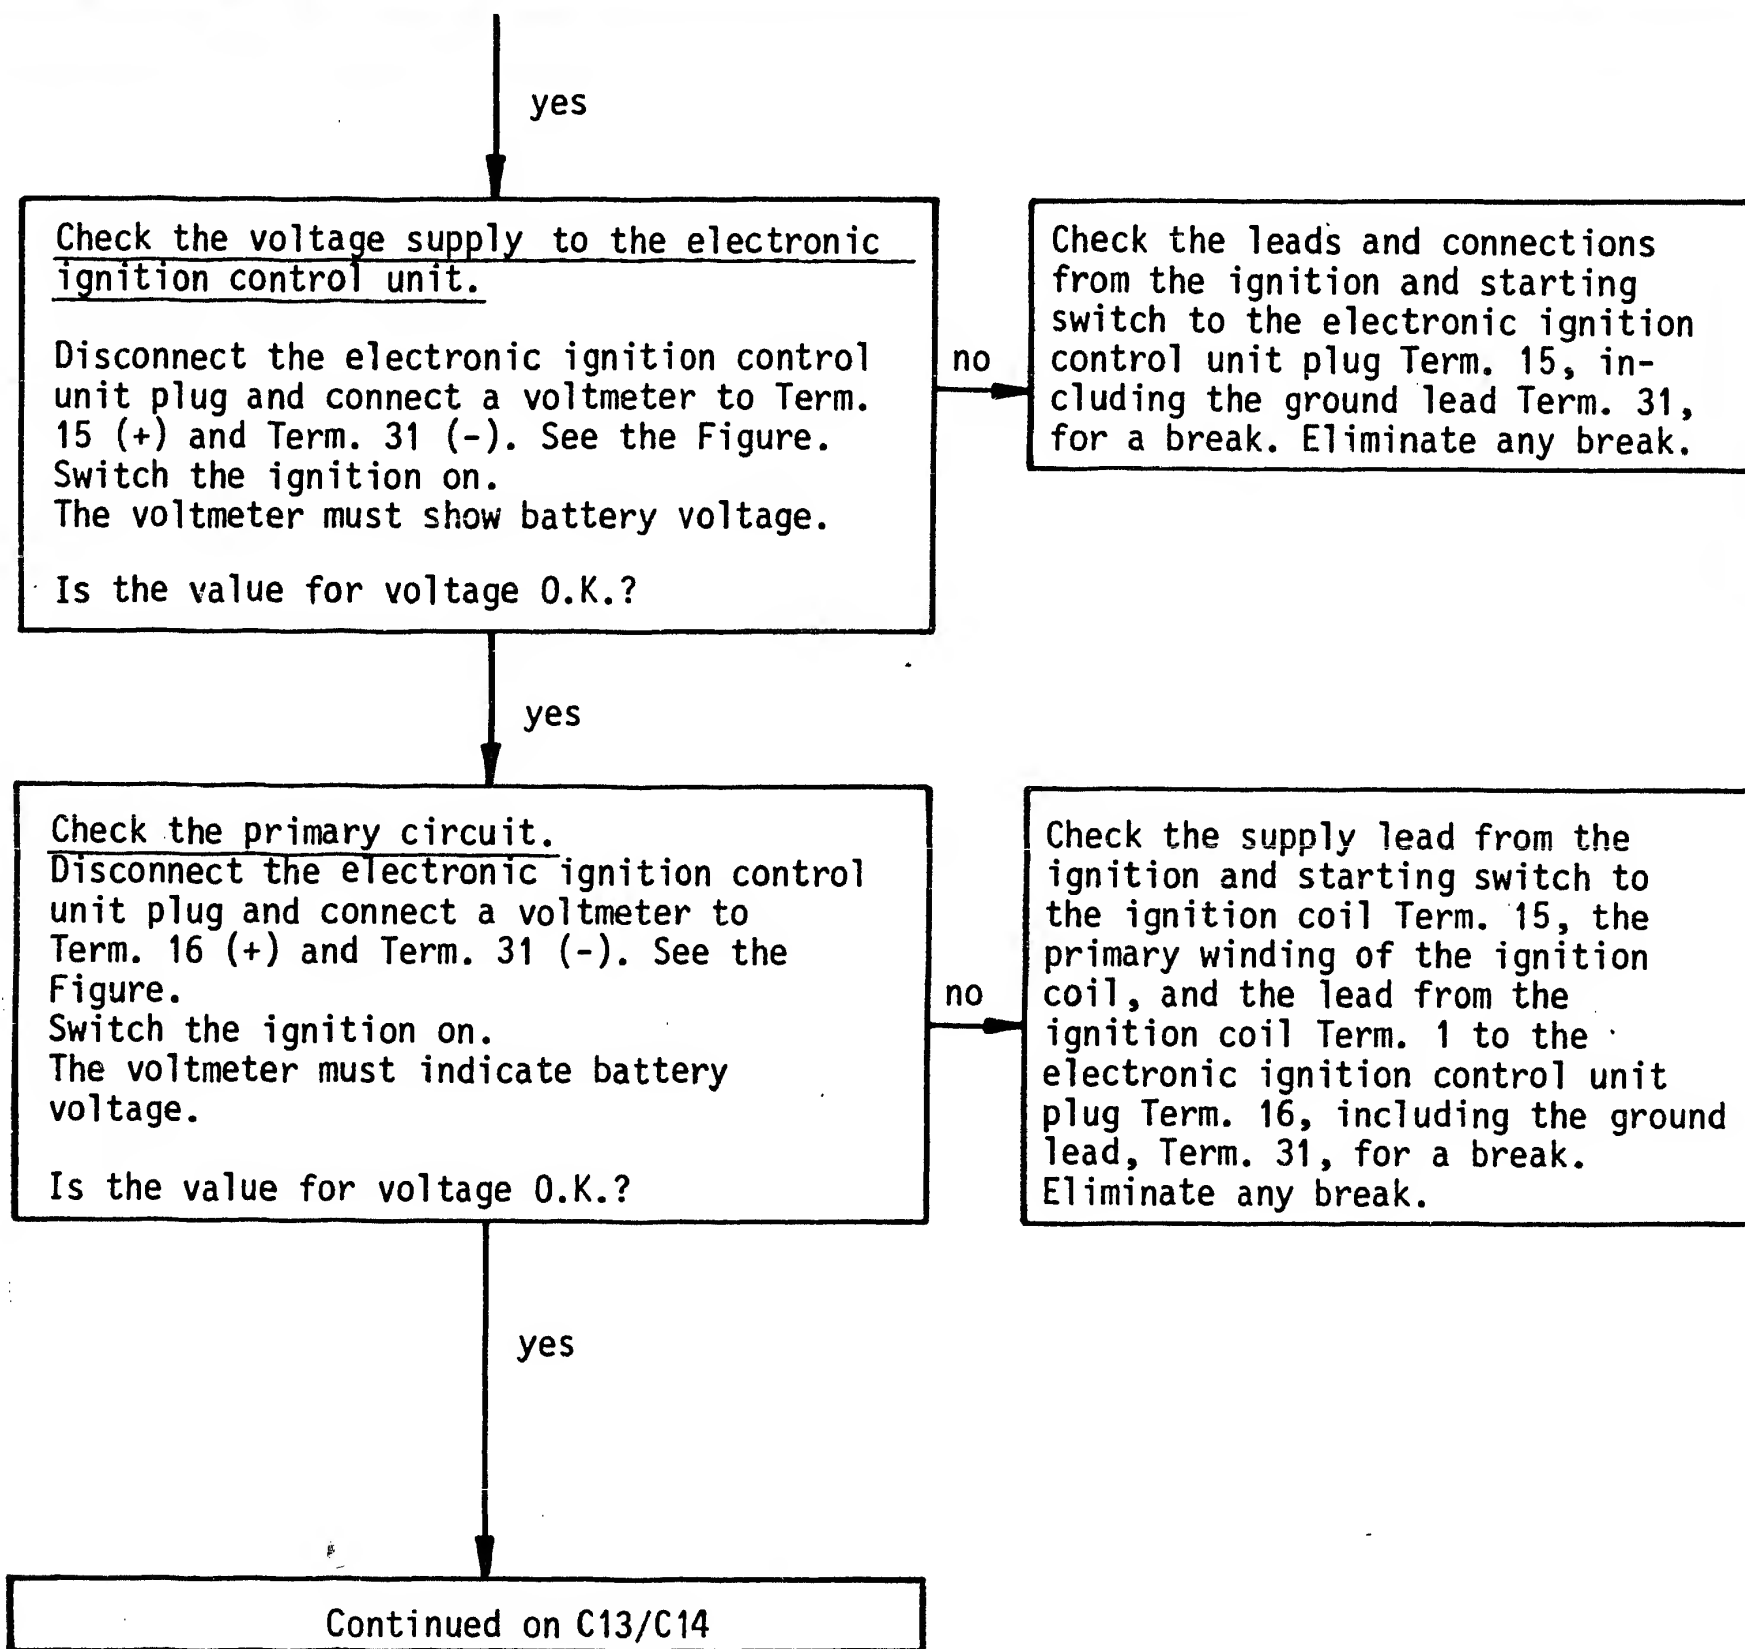 yes
Check the voltage supply to the electronic
ignition control unit.
Disconnect the electronic ignition control
unit plug and connect a voltmeter to Term.
15 (+) and Term. 31 (-). See the Figure.
Switch the ignition on.
The voltmeter must show battery voltage.
Is the value for voltage O.K.?
no
Check the leads and connections
from the ignition and starting
switch to the electronic ignition
control unit plug Term. 15, in-
cluding the ground lead Term. 31,
for a break. Eliminate any break.
yes
Check the primary circuit.
Disconnect the electronic ignition control
unit plug and connect a voltmeter to
Term. 16 (+) and Term. 31 (-). See the
Figure.
Switch the ignition on.
The voltmeter must indicate battery
voltage.
Is the value for voltage O.K.?
no
Check the supply lead from the
ignition and starting switch to
the ignition coil Term. 15, the
primary winding of the ignition
coil, and the lead from the
ignition coil Term. 1 to the
electronic ignition control unit
plug Term. 16, including the ground
lead, Term. 31, for a break.
Eliminate any break.
yes
Continued on C13/C14